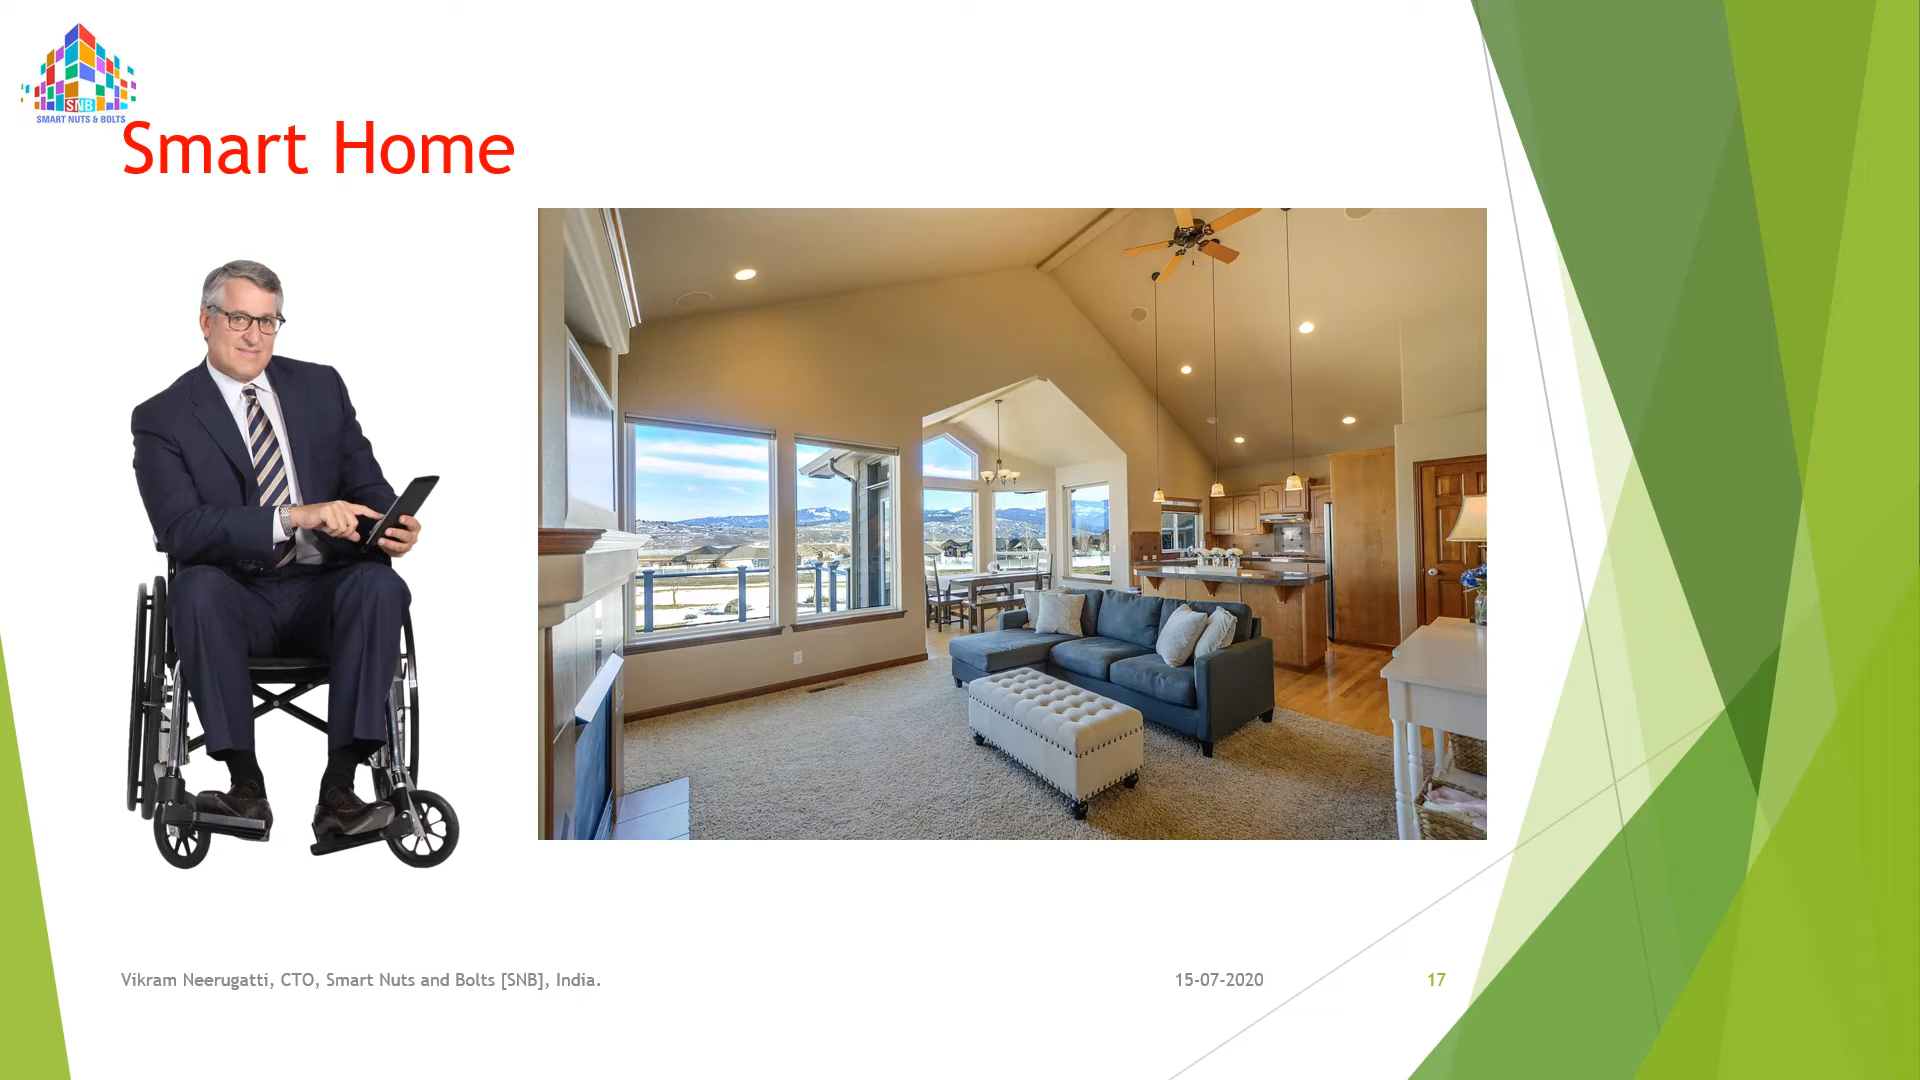 SNB
SMART NUTS & BOLTS
Smart Home
Vikram Neerugatti, CTO, Smart Nuts and Bolts [SNB], India.
15-07-2020
17